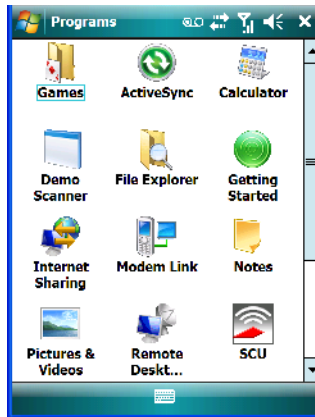 Programs
Games
ActiveSync
Calculator
Demo
Scanner
File Explorer
Getting
Started
Internet
Sharing
Modem Link
Notes
Pictures &
Videos
Remote
Deskt...
SCU